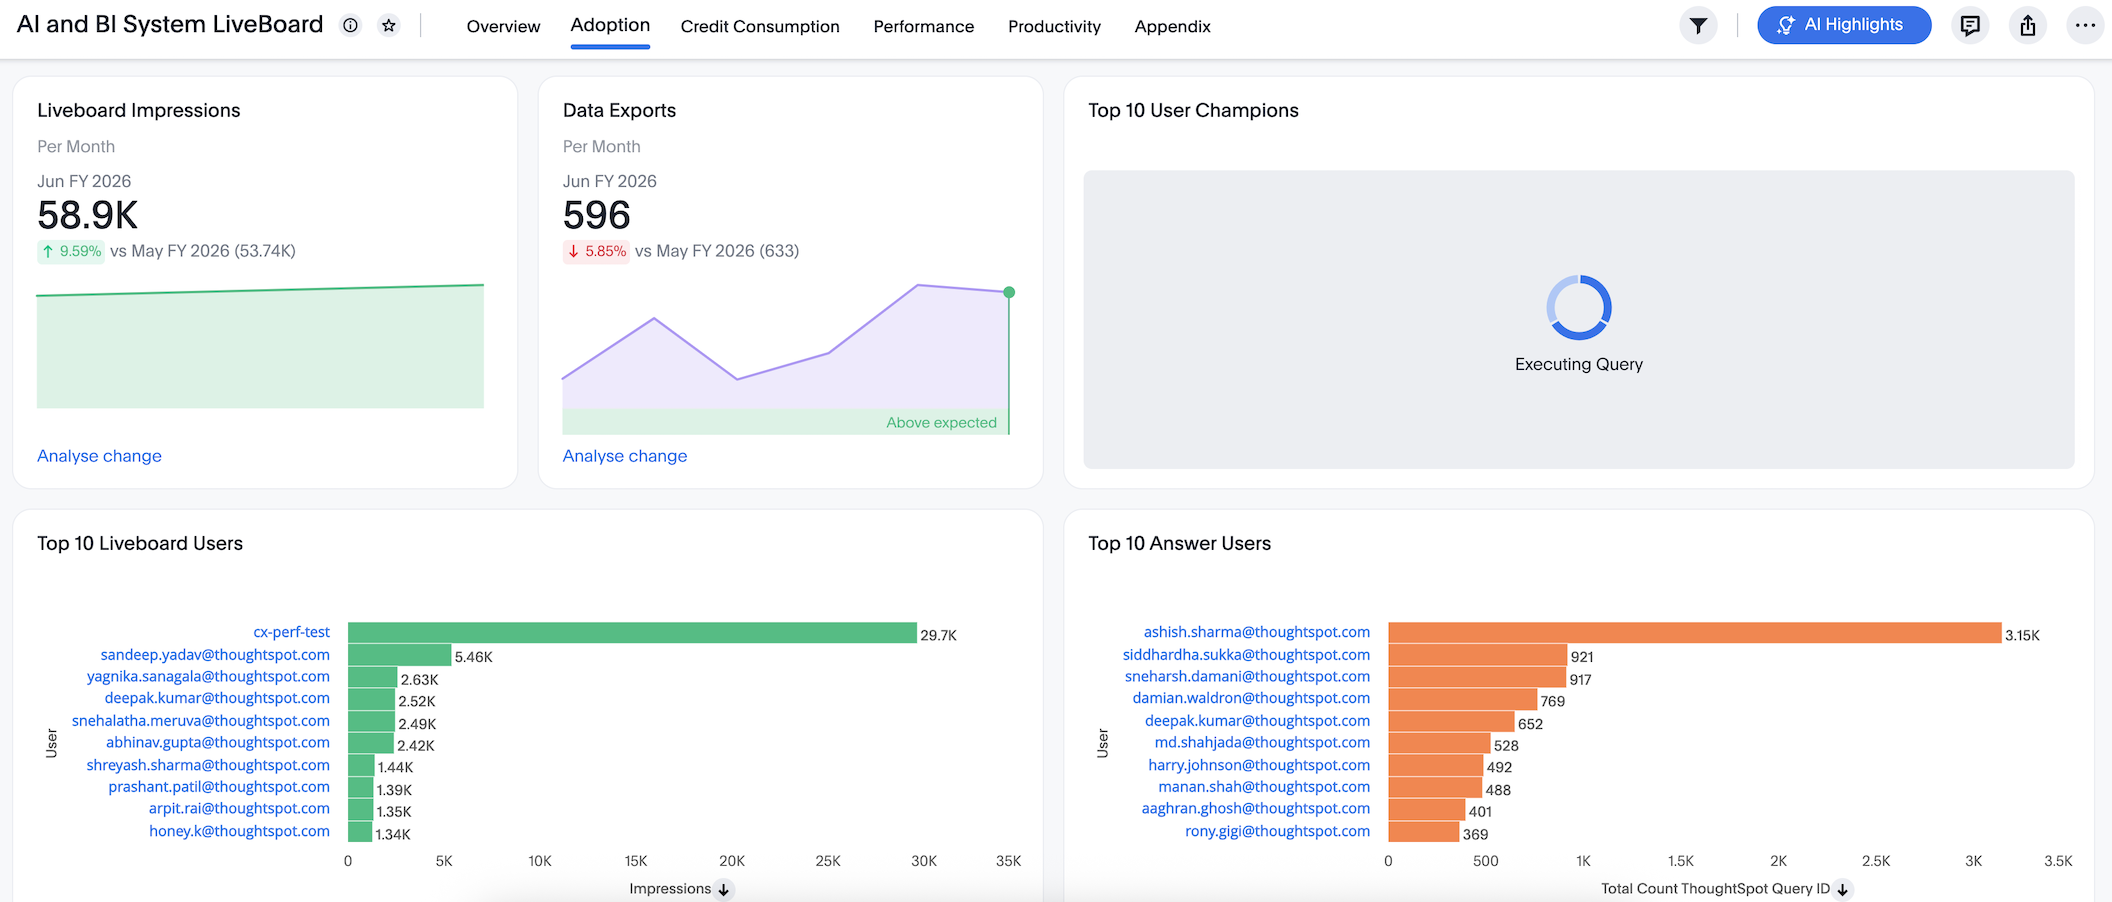 AI and BI System LiveBoard
Overview
Adoption
Credit Consumption
Performance
Productivity
Appendix
AI Highlights
Liveboard Impressions
Per Month
Jun FY 2026
58.9K
↑ 9.59% vs May FY 2026 (53.74K)
Analyse change
Data Exports
Per Month
Jun FY 2026
596
↓ 5.85% vs May FY 2026 (633)
Above expected
Analyse change
Top 10 User Champions
Executing Query
Top 10 Liveboard Users
User
cx-perf-test 29.7K
sandeep.yadav@thoughtspot.com 5.46K
yagnika.sanagala@thoughtspot.com 2.63K
deepak.kumar@thoughtspot.com 2.52K
snehalatha.meruva@thoughtspot.com 2.49K
abhinav.gupta@thoughtspot.com 2.42K
shreyash.sharma@thoughtspot.com 1.44K
prashant.patil@thoughtspot.com 1.39K
arpit.rai@thoughtspot.com 1.35K
honey.k@thoughtspot.com 1.34K
0 5K 10K 15K 20K 25K 30K 35K
Impressions ↓
Top 10 Answer Users
User
ashish.sharma@thoughtspot.com 3.15K
siddhardha.sukka@thoughtspot.com 921
sneharsh.damani@thoughtspot.com 917
damian.waldron@thoughtspot.com 769
deepak.kumar@thoughtspot.com 652
md.shahjada@thoughtspot.com 528
harry.johnson@thoughtspot.com 492
manan.shah@thoughtspot.com 488
aaghran.ghosh@thoughtspot.com 401
rony.gigi@thoughtspot.com 369
0 500 1K 1.5K 2K 2.5K 3K 3.5K
Total Count ThoughtSpot Query ID ↓